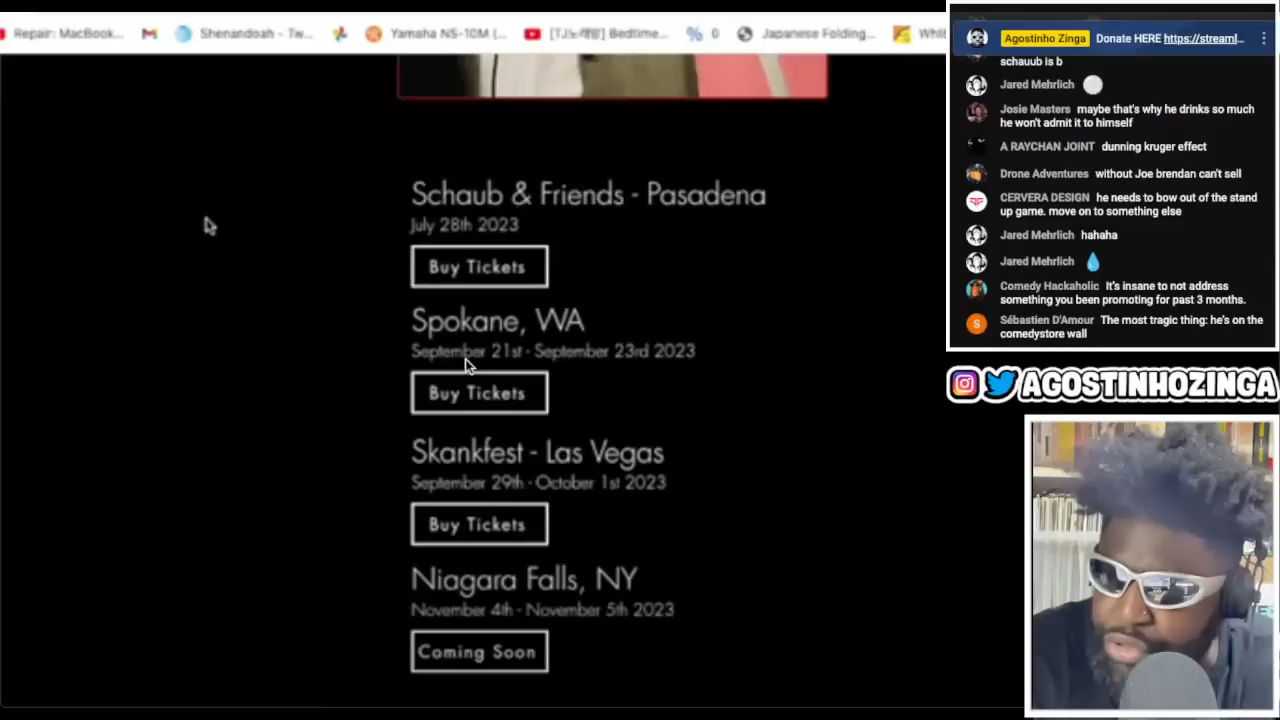 Repair: MacBook...
Shenandoah - Tw...
Yamaha NS-10M (...
Bedtime...
0
Japanese Folding...
Schaub & Friends - Pasadena
July 28th 2023
Buy Tickets
Spokane, WA
September 21st - September 23rd 2023
Buy Tickets
Skankfest - Las Vegas
September 29th - October 1st 2023
Buy Tickets
Niagara Falls, NY
November 4th - November 5th 2023
Coming Soon
Agostinho Zinga Donate HERE https://streaml...
schauub is b
Jared Mehrlich
Josie Masters maybe that's why he drinks so much
he won't admit it to himself
A RAYCHAN JOINT dunning kruger effect
Drone Adventures without Joe brendan can't sell
CERVERA DESIGN he needs to bow out of the stand
up game. move on to something else
Jared Mehrlich hahaha
Jared Mehrlich
Comedy Hackaholic It's insane to not address
something you been promoting for past 3 months.
S
Sébastien D'Amour The most tragic thing: he's on the
comedystore wall
AGOSTINHOZINGA